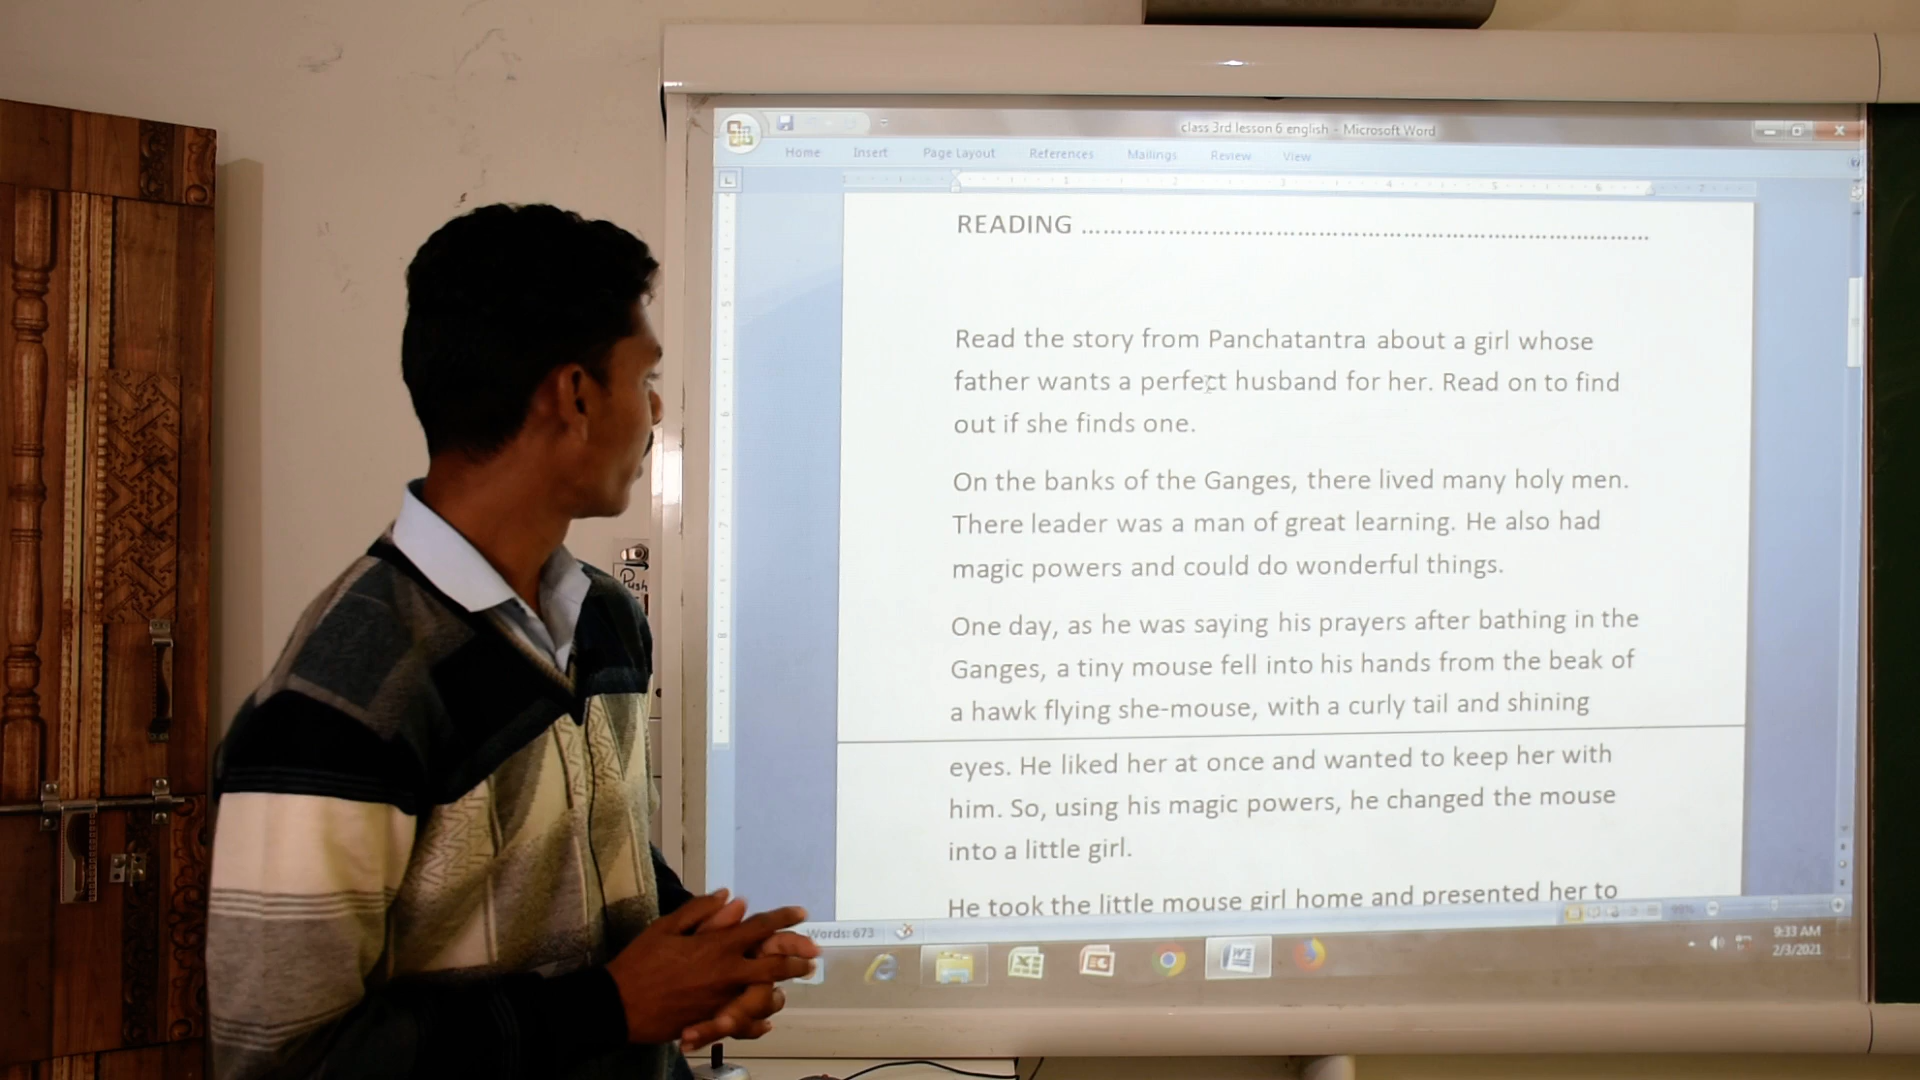 class 3rd lesson 6 english - Microsoft Word
Home Insert Page Layout References Mailings Review View
READING ................................................................................
Read the story from Panchatantra about a girl whose
father wants a perfect husband for her. Read on to find
out if she finds one.
On the banks of the Ganges, there lived many holy men.
There leader was a man of great learning. He also had
magic powers and could do wonderful things.
One day, as he was saying his prayers after bathing in the
Ganges, a tiny mouse fell into his hands from the beak of
a hawk flying she-mouse, with a curly tail and shining
eyes. He liked her at once and wanted to keep her with
him. So, using his magic powers, he changed the mouse
into a little girl.
He took the little mouse girl home and presented her to
Words: 673
9:33 AM
2/3/2021
Push